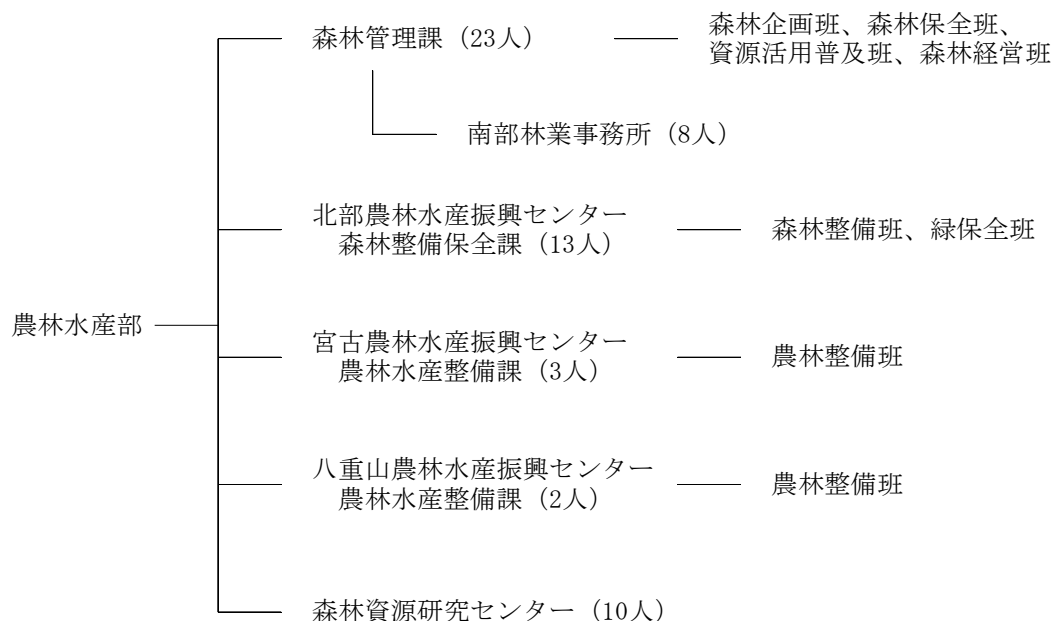 森林管理課（23人）
森林企画班、森林保全班、
資源活用普及班、森林経営班
南部林業事務所（8人）
北部農林水産振興センター
森林整備保全課（13人）
森林整備班、緑保全班
農林水産部
宮古農林水産振興センター
農林水産整備課（3人）
農林整備班
八重山農林水産振興センター
農林水産整備課（2人）
農林整備班
森林資源研究センター（10人）